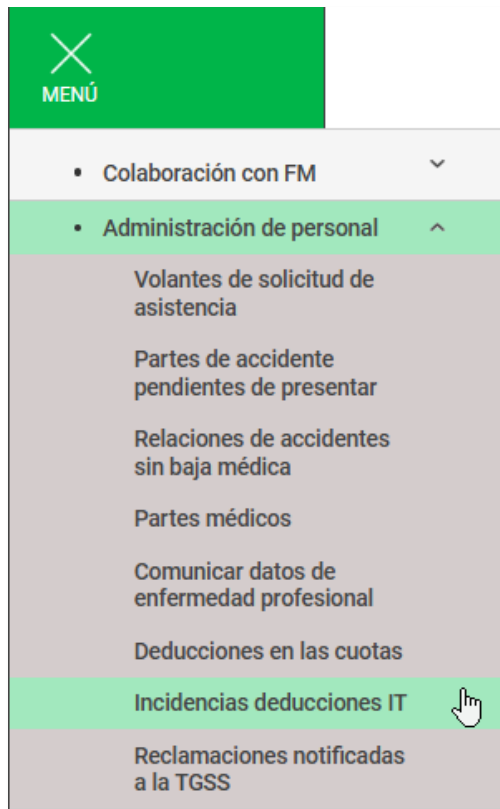 MENÚ
• Colaboración con FM
• Administración de personal
Volantes de solicitud de
asistencia
Partes de accidente
pendientes de presentar
Relaciones de accidentes
sin baja médica
Partes médicos
Comunicar datos de
enfermedad profesional
Deducciones en las cuotas
Incidencias deducciones IT
Reclamaciones notificadas
a la TGSS